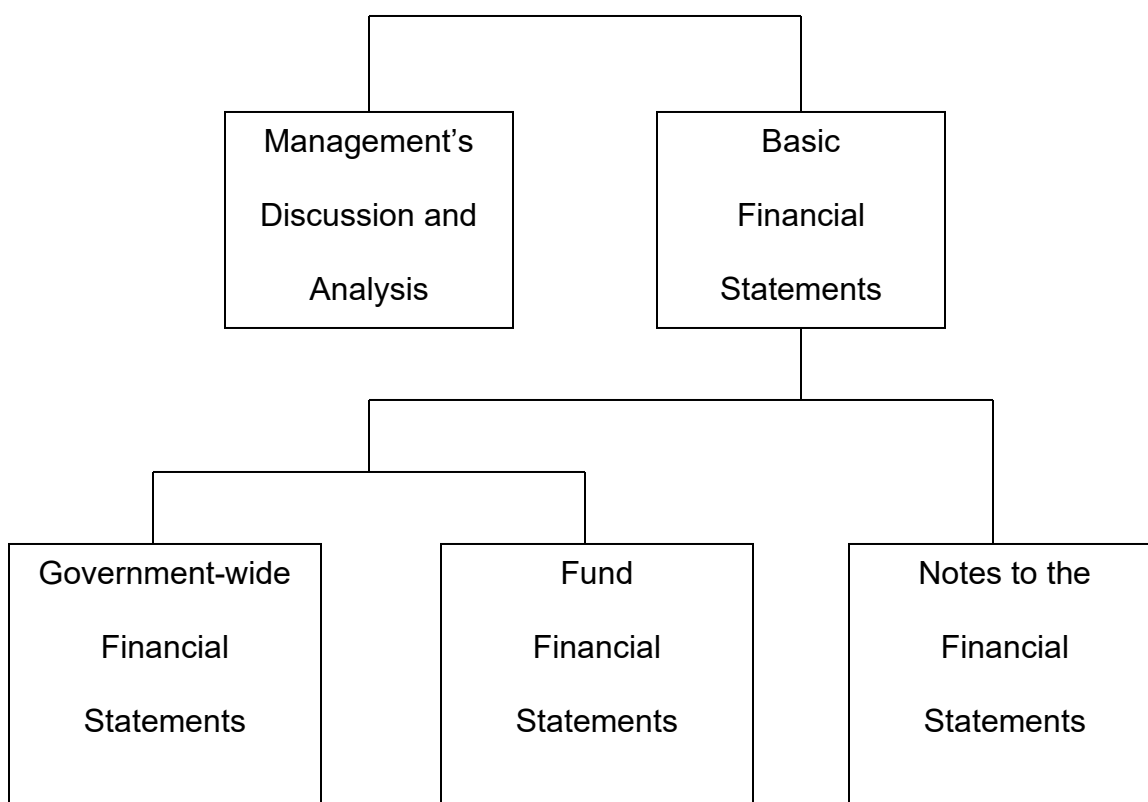 Management’s
Discussion and
Analysis
Basic
Financial
Statements
Government-wide
Financial
Statements
Fund
Financial
Statements
Notes to the
Financial
Statements